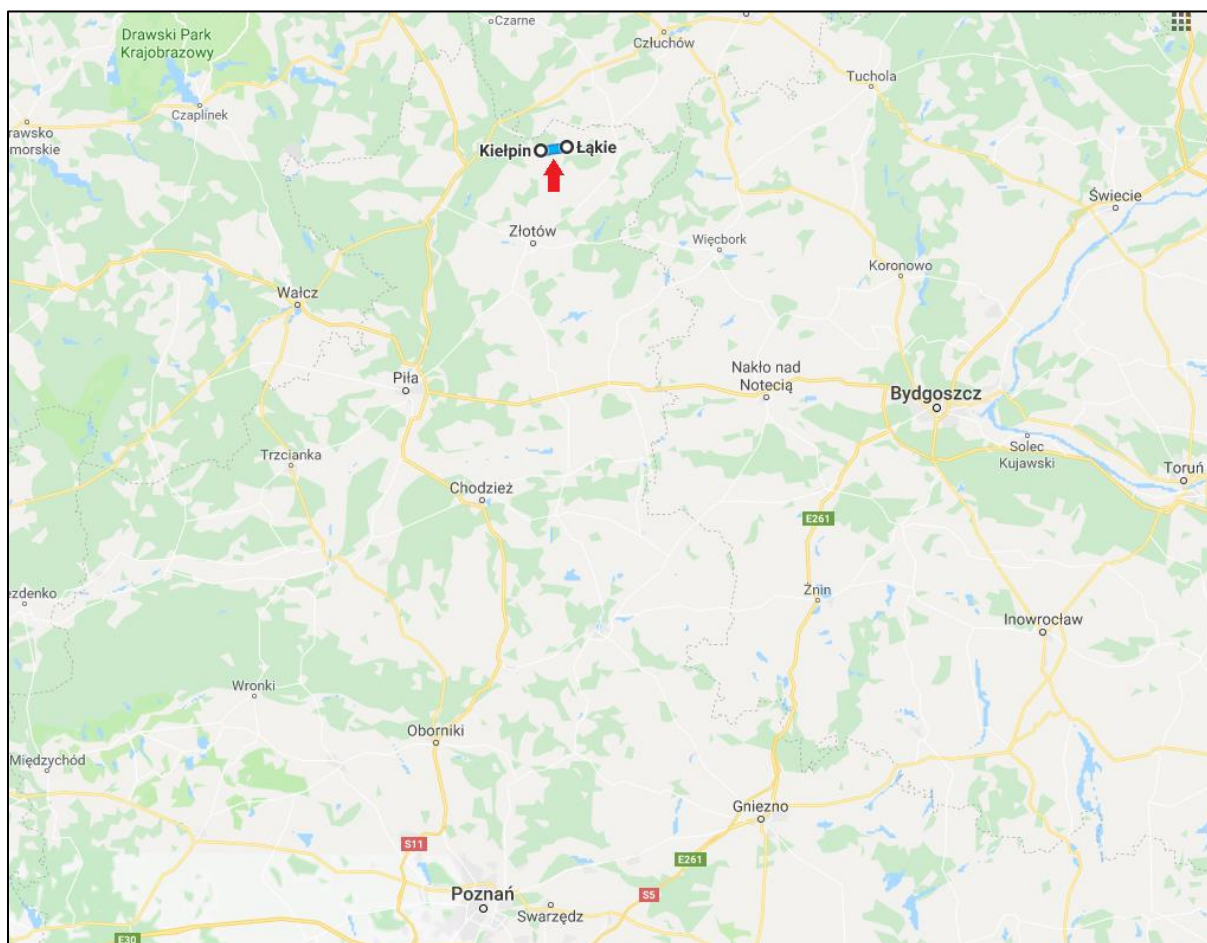 Czarne
Drawski Park
Krajobrazowy
Człuchów
Tuchola
Czaplinek
rawsko
omorskie
Kiełpin
Łąkie
Świecie
Złotów
Więcbork
Koronowo
Wałcz
Piła
Nakło nad
Notecią
Bydgoszcz
Trzcianka
Solec
Kujawski
Toruń
Chodzież
E261
ezdenko
Żnin
Inowrocław
Wronki
Oborniki
Międzychód
Gniezno
S11
E261
Poznań
S5
Swarzędz
E30